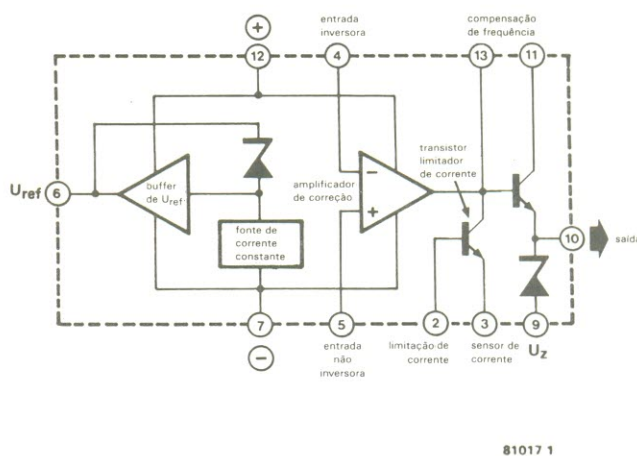 entrada
inversora
compensação
de frequência
+
12
4
13
11
transistor
limitador
de corrente
Uref
6
buffer
de Uref.
amplificador
de correção
−
+
fonte de
corrente
constante
10
saída
7
5
2
3
9
−
entrada
não
inversora
limitação de
corrente
sensor de
corrente
Uz
81017 1